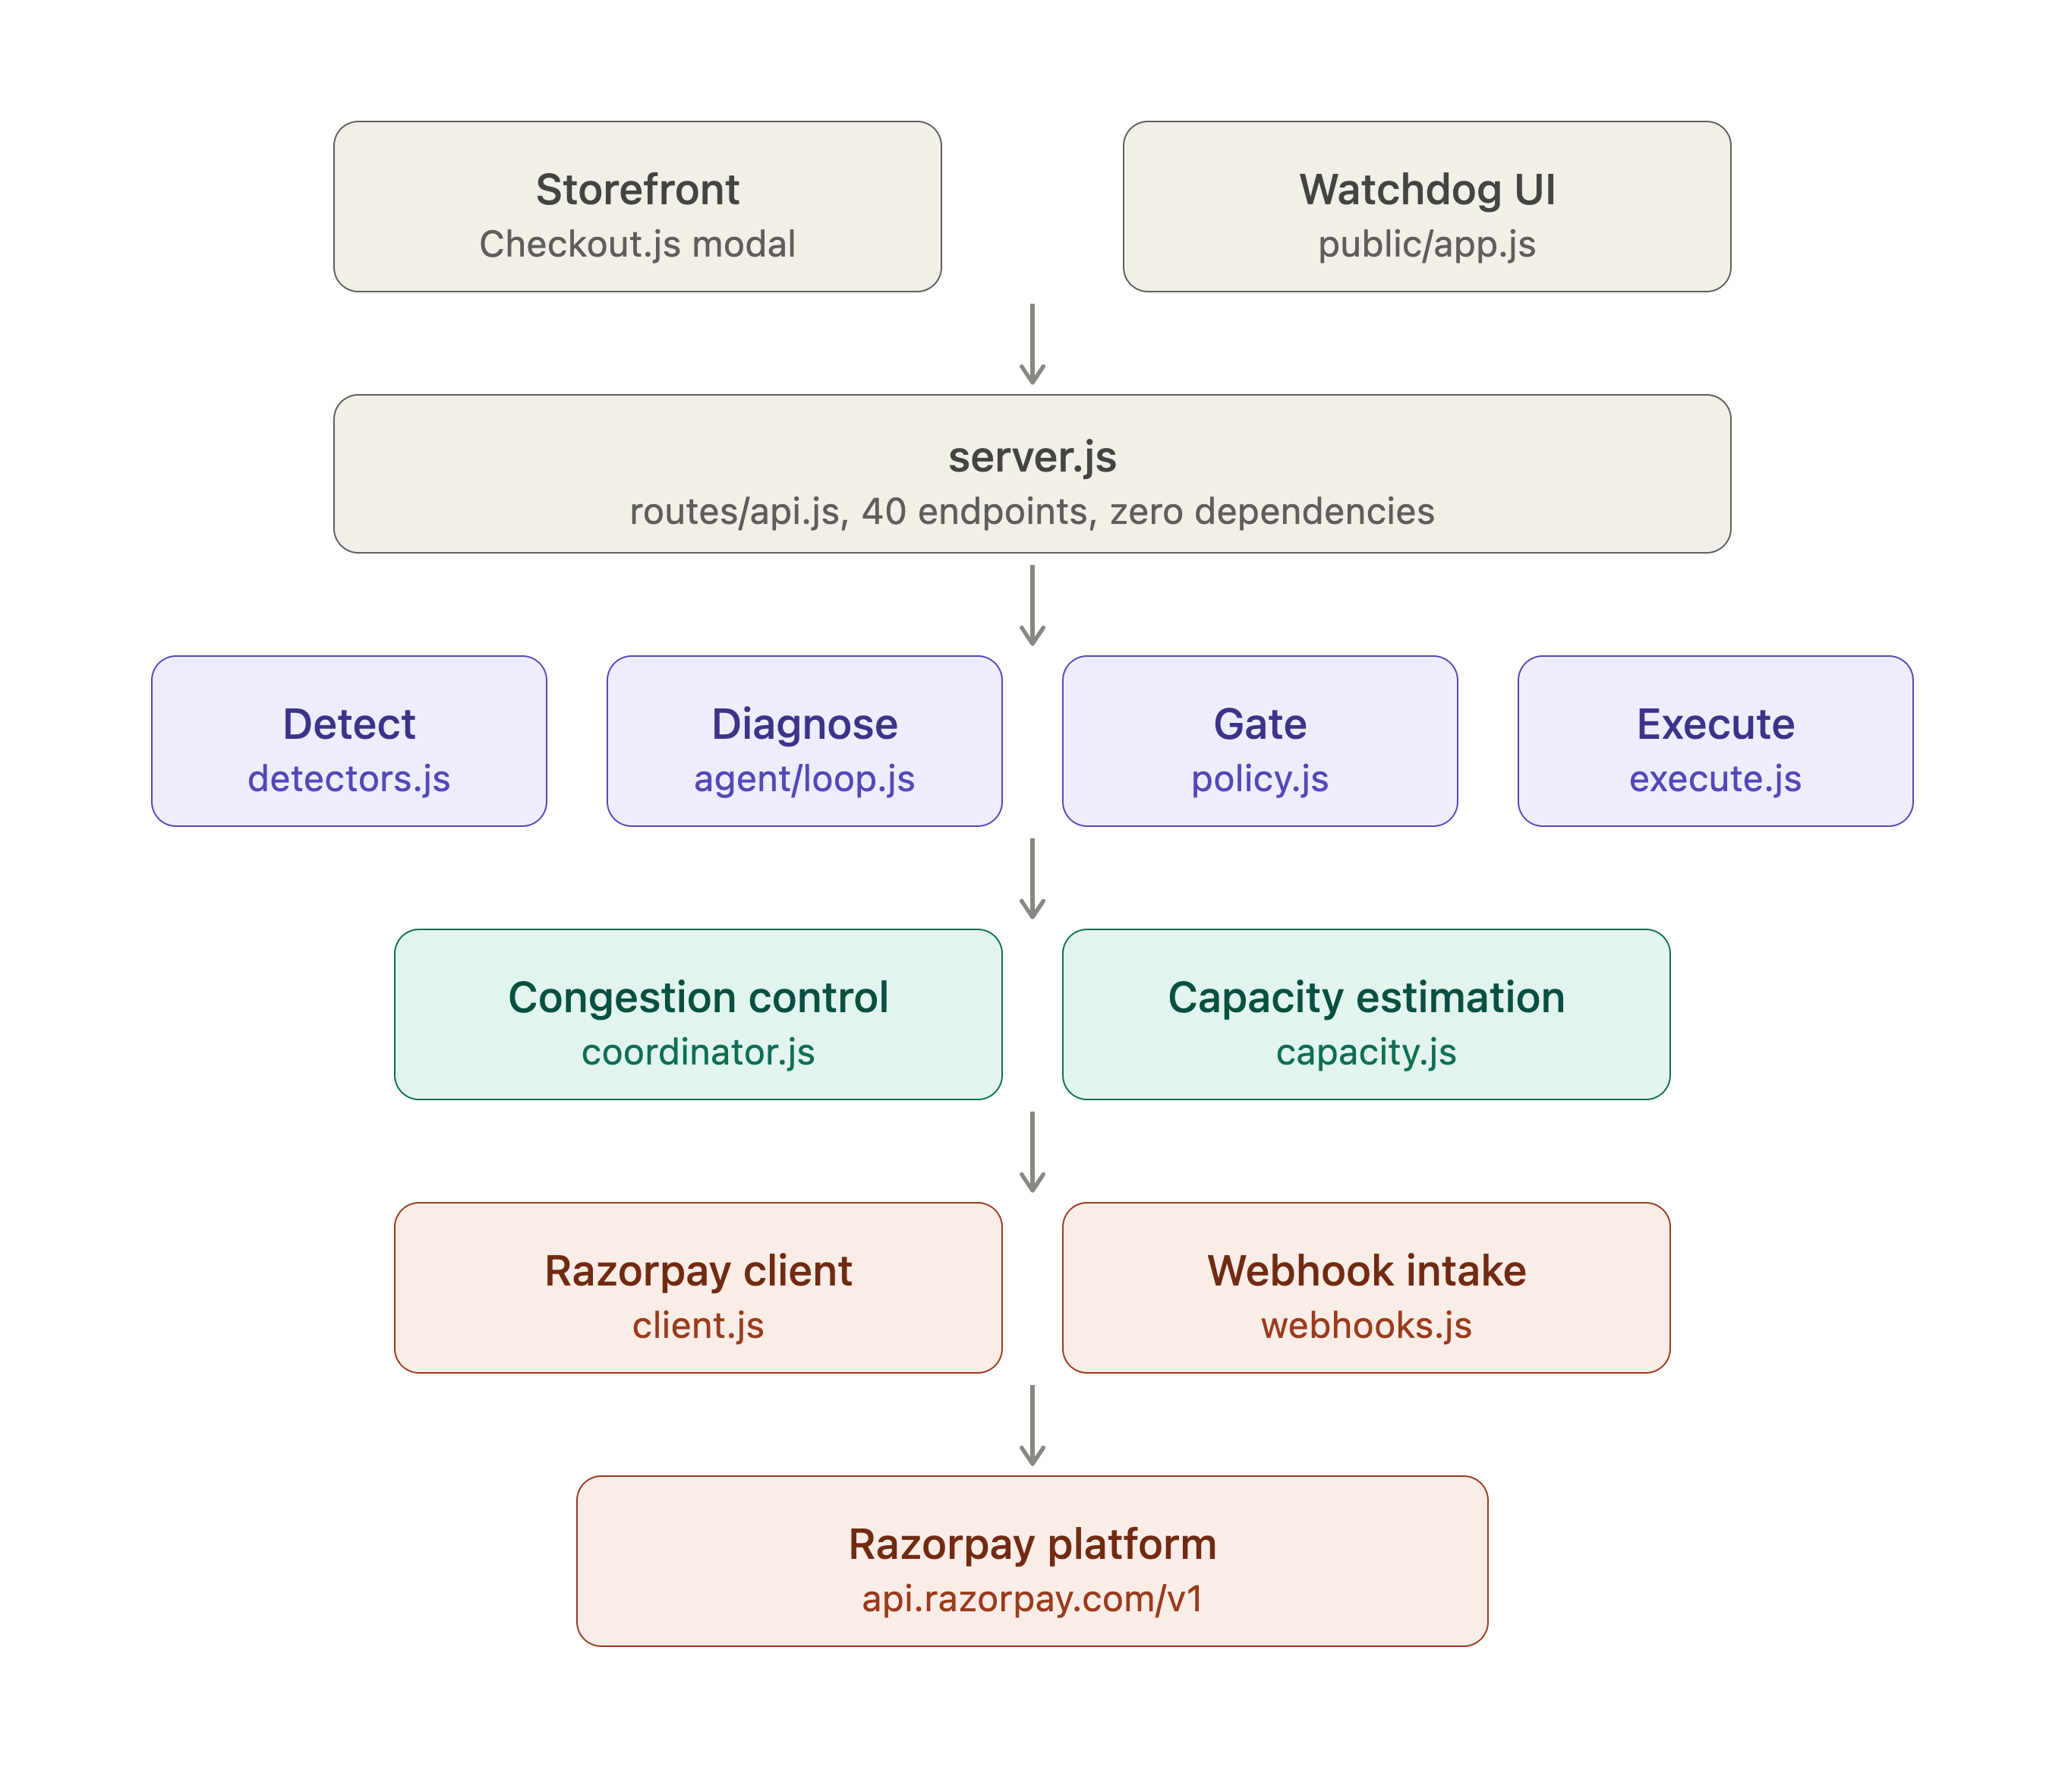 Storefront
Checkout.js modal
Watchdog UI
public/app.js
server.js
routes/api.js, 40 endpoints, zero dependencies
Detect
detectors.js
Diagnose
agent/loop.js
Gate
policy.js
Execute
execute.js
Congestion control
coordinator.js
Capacity estimation
capacity.js
Razorpay client
client.js
Webhook intake
webhooks.js
Razorpay platform
api.razorpay.com/v1